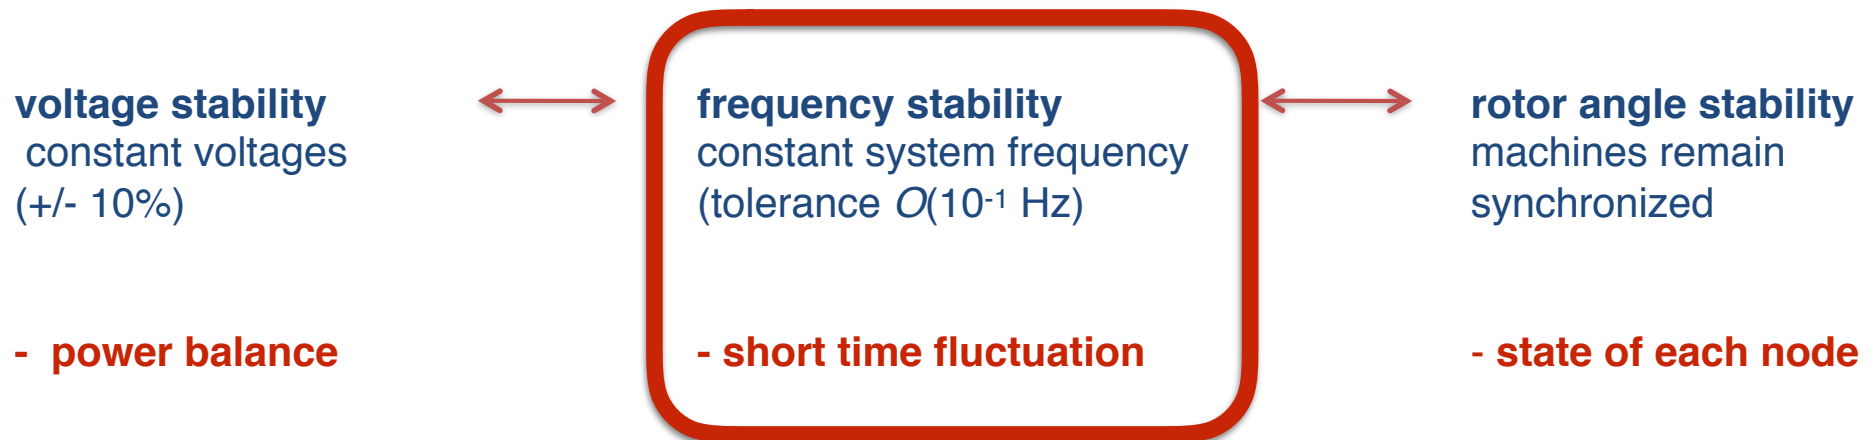 voltage stability
constant voltages
(+/- 10%)
- power balance
frequency stability
constant system frequency
(tolerance O(10⁻¹ Hz)
- short time fluctuation
rotor angle stability
machines remain
synchronized
- state of each node